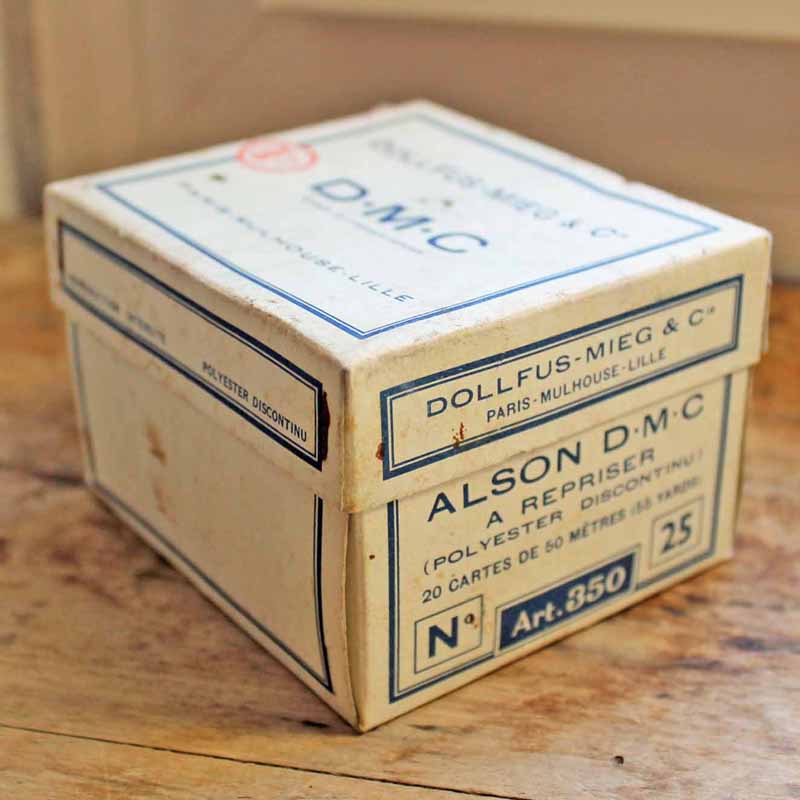 DOLLFUS-MIEG & Cie
D·M·C
PARIS-MULHOUSE-LILLE
POLYESTER DISCONTINU
DOLLFUS-MIEG & Cie
PARIS-MULHOUSE-LILLE
ALSON D·M·C
A REPRISER
(POLYESTER DISCONTINU)
20 CARTES DE 50 MÈTRES (55 YARDS)
25
No Art.350